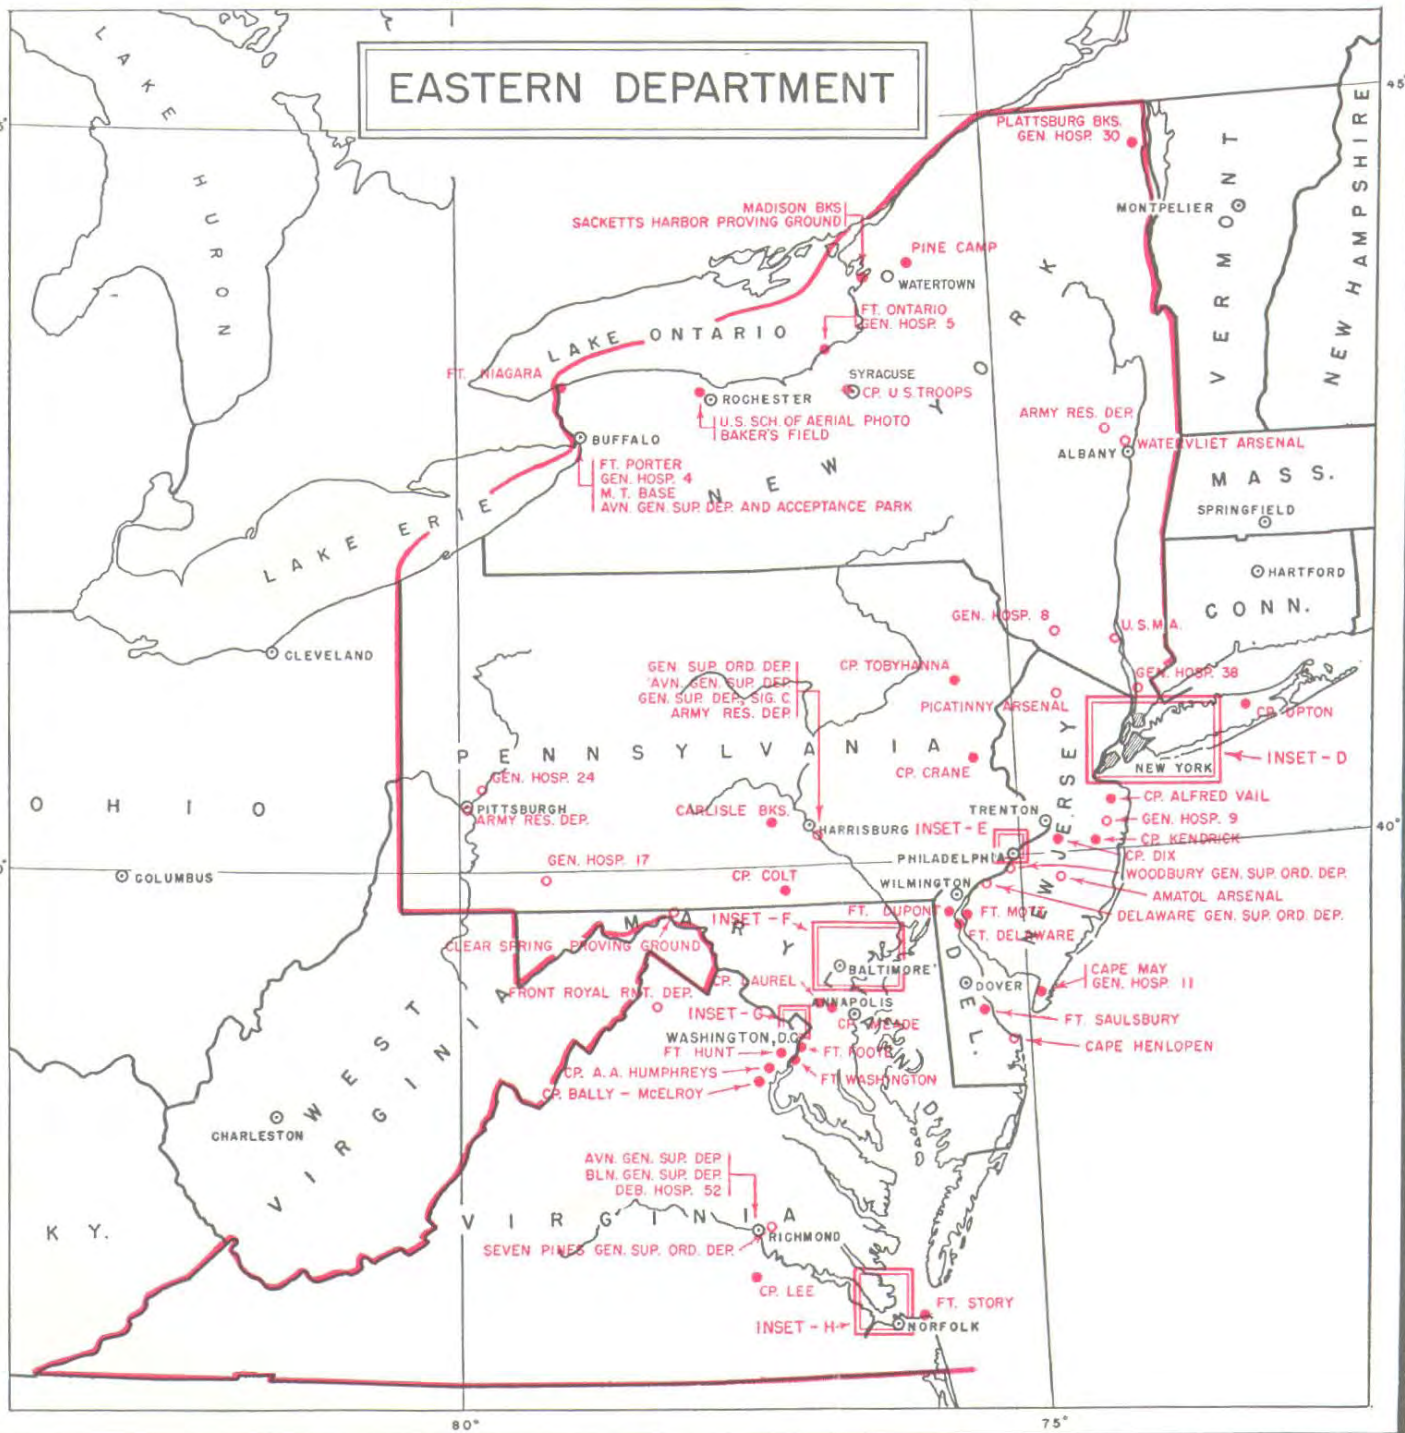 EASTERN DEPARTMENT
LAKE HURON
45°
PLATTSBURG BKS.
GEN. HOSP. 30
MONTPELIER
VERMONT
NEW HAMPSHIRE
MADISON BKS
SACKETTS HARBOR PROVING GROUND
PINE CAMP
WATERTOWN
FT. ONTARIO
GEN. HOSP. 5
LAKE ONTARIO
FT. NIAGARA
SYRACUSE
CP. U.S. TROOPS
ROCHESTER
U.S. SCH. OF AERIAL PHOTO
BAKER'S FIELD
NEW YORK
BUFFALO
FT. PORTER
GEN. HOSP. 4
M. T. BASE
AVN. GEN. SUP. DEP. AND ACCEPTANCE PARK
ARMY RES. DEP.
WATERVLIET ARSENAL
ALBANY
MASS.
SPRINGFIELD
LAKE ERIE
HARTFORD
CONN.
GEN. HOSP. 8
U.S.M.A.
CLEVELAND
GEN. HOSP. 38
GEN. SUP. ORD. DEP.
AVN. GEN. SUP. DEP.
GEN. SUP. DEP., SIG. C
ARMY RES. DEP.
CP. TOBYHANNA
PICATINNY ARSENAL
CP. UPTON
PENNSYLVANIA
NEW JERSEY
NEW YORK
INSET - D
CP. CRANE
GEN. HOSP. 24
PITTSBURGH
ARMY RES. DEP.
OHIO
CARLISLE BKS.
HARRISBURG
INSET - E
TRENTON
CP. ALFRED VAIL
GEN. HOSP. 9
CP. KENDRICK
CP. DIX
40°
PHILADELPHIA
WOODBURY GEN. SUP. ORD. DEP.
AMATOL ARSENAL
DELAWARE GEN. SUP. ORD. DEP.
COLUMBUS
GEN. HOSP. 17
CP. COLT
WILMINGTON
FT. DUPONT
FT. MOTT
FT. DELAWARE
INSET - F
MARYLAND
CLEAR SPRING PROVING GROUND
BALTIMORE
DEL.
DOVER
CAPE MAY
GEN. HOSP. 11
CP. LAUREL
ANNAPOLIS
FRONT ROYAL RMT. DEP.
INSET - G
CP. MEADE
FT. SAULSBURY
WASHINGTON, D.C.
CAPE HENLOPEN
FT. HUNT
FT. FOOTE
CP. A. A. HUMPHREYS
FT. WASHINGTON
CP. BALLY - McELROY
WEST VIRGINIA
CHARLESTON
AVN. GEN. SUP. DEP
BLN. GEN. SUP. DEP.
DEB. HOSP. 52
KY.
VIRGINIA
RICHMOND
SEVEN PINES GEN. SUP. ORD. DEP.
CP. LEE
FT. STORY
INSET - H
NORFOLK
80°
75°